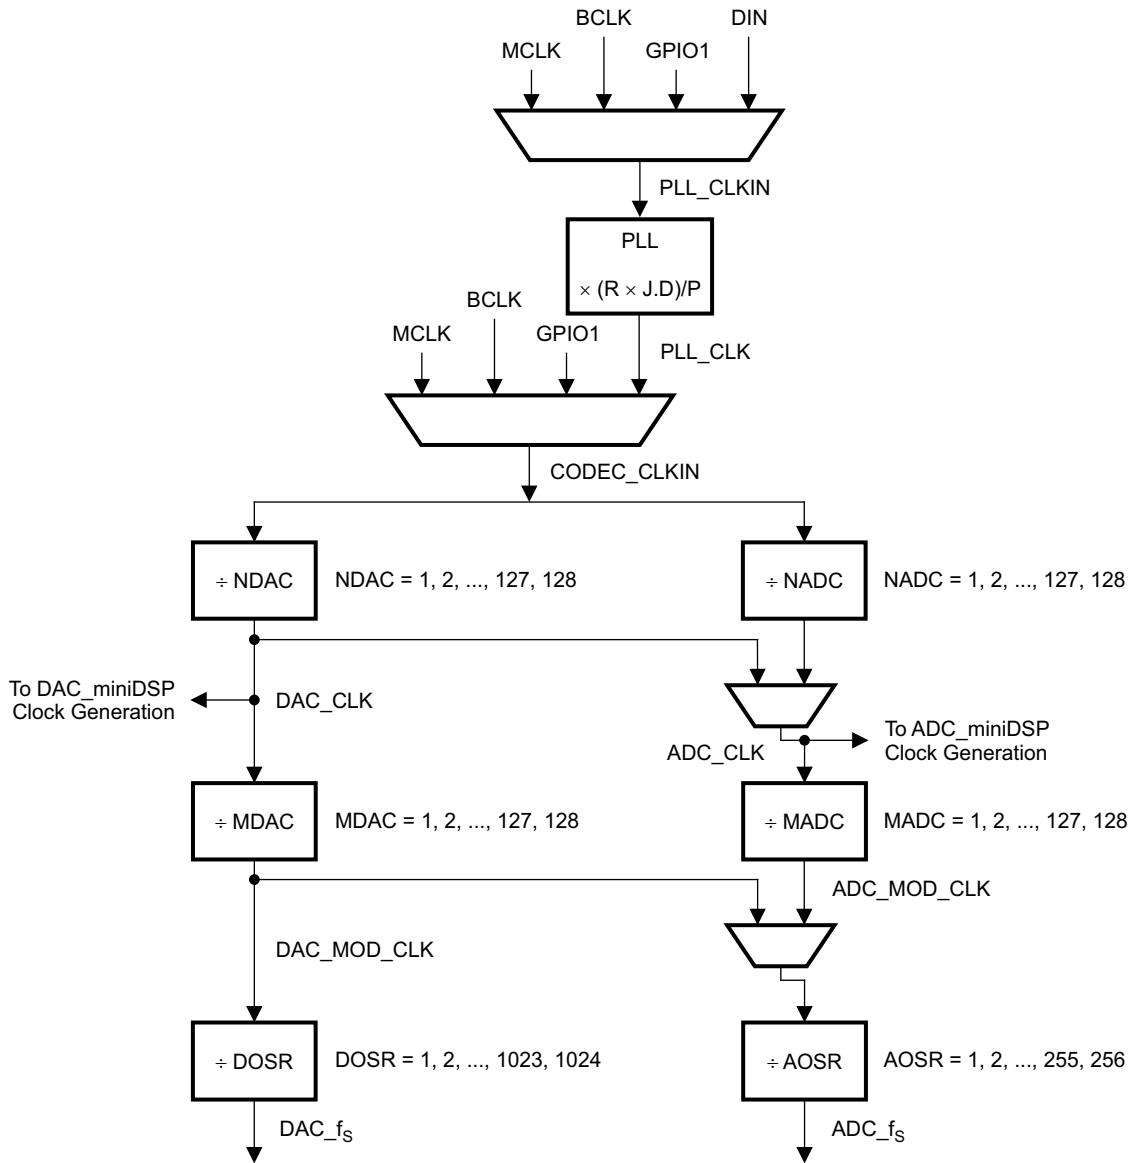 BCLK
DIN
MCLK
GPIO1
PLL_CLKIN
PLL
× (R × J.D)/P
BCLK
MCLK
GPIO1
PLL_CLK
CODEC_CLKIN
÷ NDAC
NDAC = 1, 2, ..., 127, 128
÷ NADC
NADC = 1, 2, ..., 127, 128
To DAC_miniDSP
Clock Generation
DAC_CLK
ADC_CLK
To ADC_miniDSP
Clock Generation
÷ MDAC
MDAC = 1, 2, ..., 127, 128
÷ MADC
MADC = 1, 2, ..., 127, 128
ADC_MOD_CLK
DAC_MOD_CLK
÷ DOSR
DOSR = 1, 2, ..., 1023, 1024
÷ AOSR
AOSR = 1, 2, ..., 255, 256
DAC_fS
ADC_fS